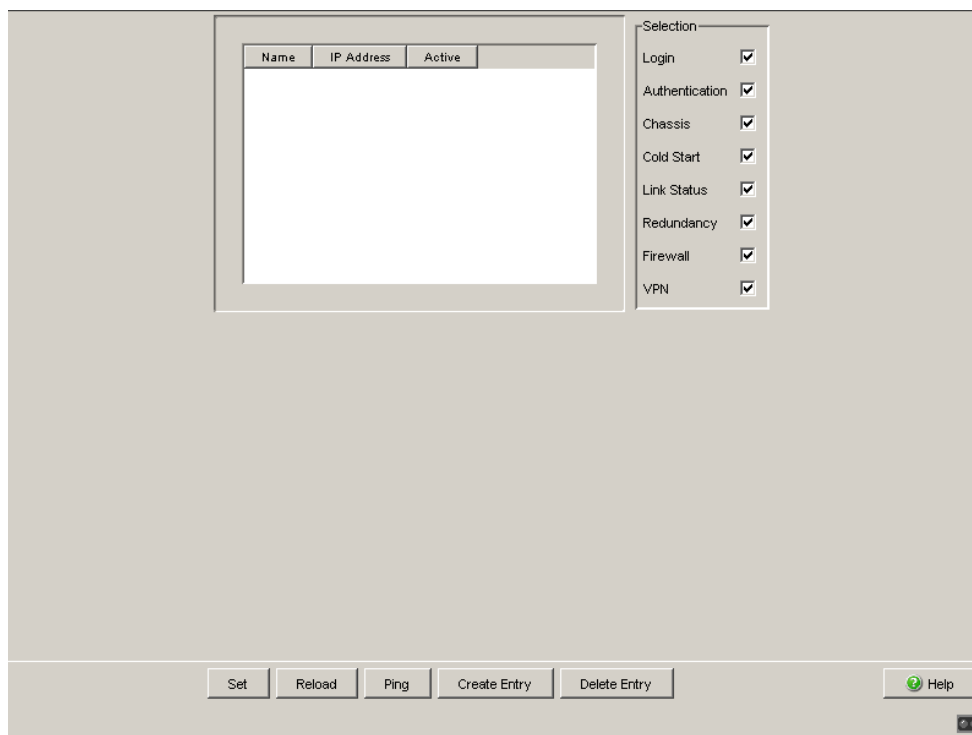 Name IP Address Active
Selection
Login
Authentication
Chassis
Cold Start
Link Status
Redundancy
Firewall
VPN
Set Reload Ping Create Entry Delete Entry Help